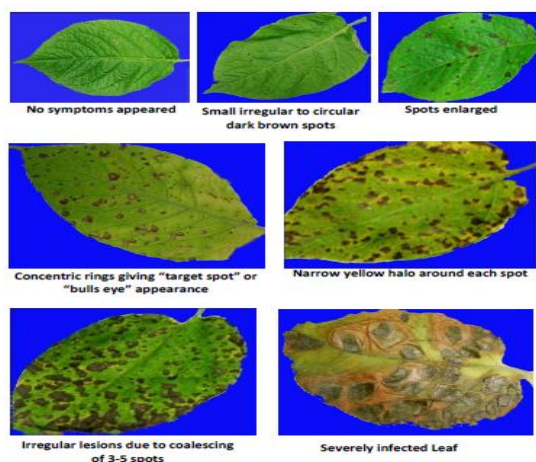 No symptoms appeared
Small irregular to circular
dark brown spots
Spots enlarged
Concentric rings giving “target spot” or
“bulls eye” appearance
Narrow yellow halo around each spot
Irregular lesions due to coalescing
of 3-5 spots
Severely infected Leaf